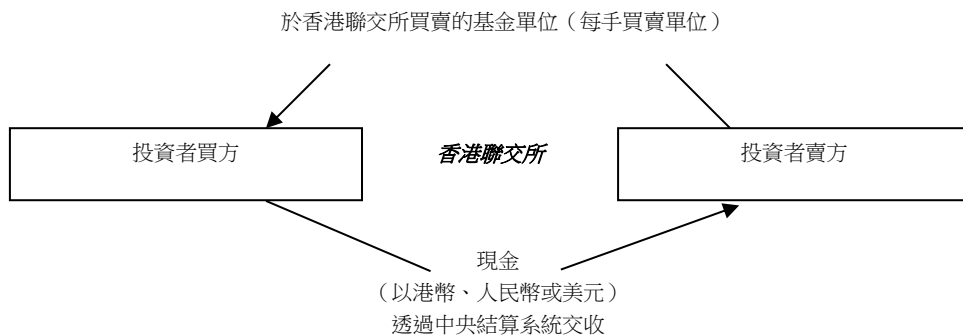 於香港聯交所買賣的基金單位（每手買賣單位）
投資者買方
香港聯交所
投資者賣方
現金
（以港幣、人民幣或美元）
透過中央結算系統交收